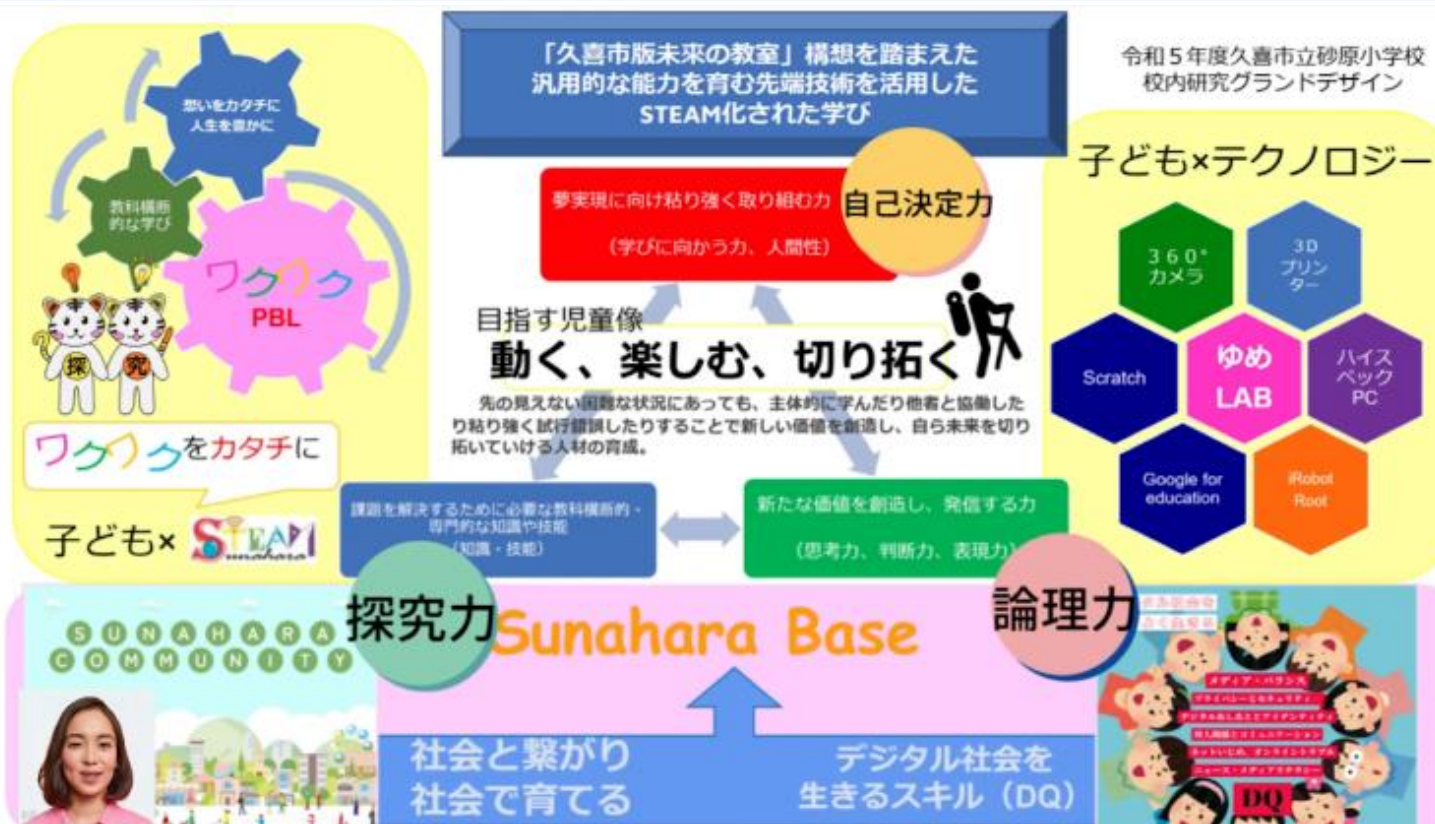 「久喜市版未来の教室」構想を踏まえた
汎用的な能力を育む先端技術を活用した
STEAM化された学び
令和５年度久喜市立砂原小学校
校内研究グランドデザイン
想いをカタチに
人生を豊かに
教科横断
的な学び
ワクワク
PBL
探
究
ワクワクをカタチに
子ども×
STEAM
sunahara
夢実現に向け粘り強く取り組む力
（学びに向かう力、人間性）
自己決定力
目指す児童像
動く、楽しむ、切り拓く
先の見えない困難な状況にあっても、主体的に学んだり他者と協働した
り粘り強く試行錯誤したりすることで新しい価値を創造し、自ら未来を切り
拓いていける人材の育成。
課題を解決するために必要な教科横断的・
専門的な知識や技能
（知識・技能）
新たな価値を創造し、発信する力
（思考力、判断力、表現力）
子ども×テクノロジー
３６０°
カメラ
３D
プリン
ター
Scratch
ゆめ
LAB
ハイス
ペック
PC
Google for
education
iRobot
Root
探究力
論理力
Sunahara Base
SUNAHARA
COMMUNITY
社会と繋がり
社会で育てる
デジタル社会を
生きるスキル（DQ）
メディア・バランス
プライバシーとセキュリティ
デジタル足あととアイデンティティ
対人関係とコミュニケーション
ネットいじめ、オンライントラブル
ニュース・メディアリテラシー
DQ